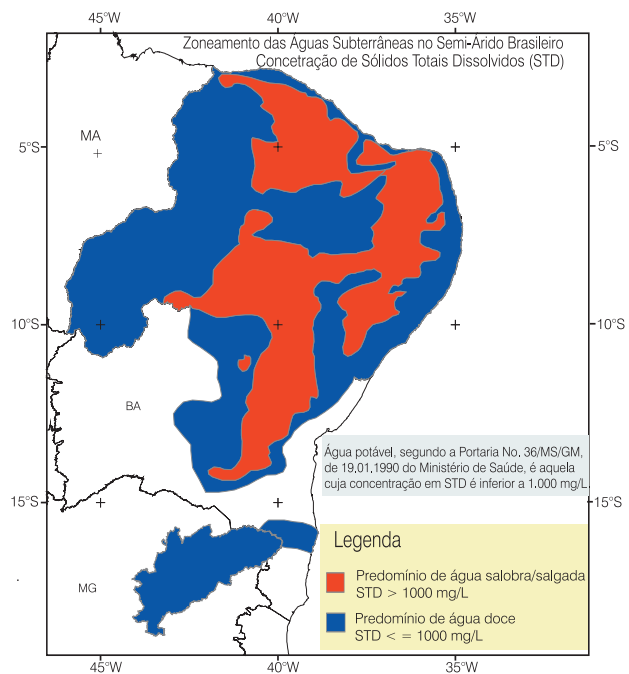 45°W 40°W 35°W
Zoneamento das Águas Subterrâneas no Semi-Arido Brasileiro
Concetração de Sólidos Totais Dissolvidos (STD)
MA
5°S 5°S
10°S 10°S
BA
Água potável, segundo a Portaria No. 36/MS/GM,
de 19.01.1990 do Ministério de Saúde, é aquela
cuja concentração em STD é inferior a 1.000 mg/L
15°S 15°S
Legenda
Predomínio de água salobra/salgada
STD > 1000 mg/L
Predomínio de água doce
STD < = 1000 mg/L
MG
45°W 40°W 35°W